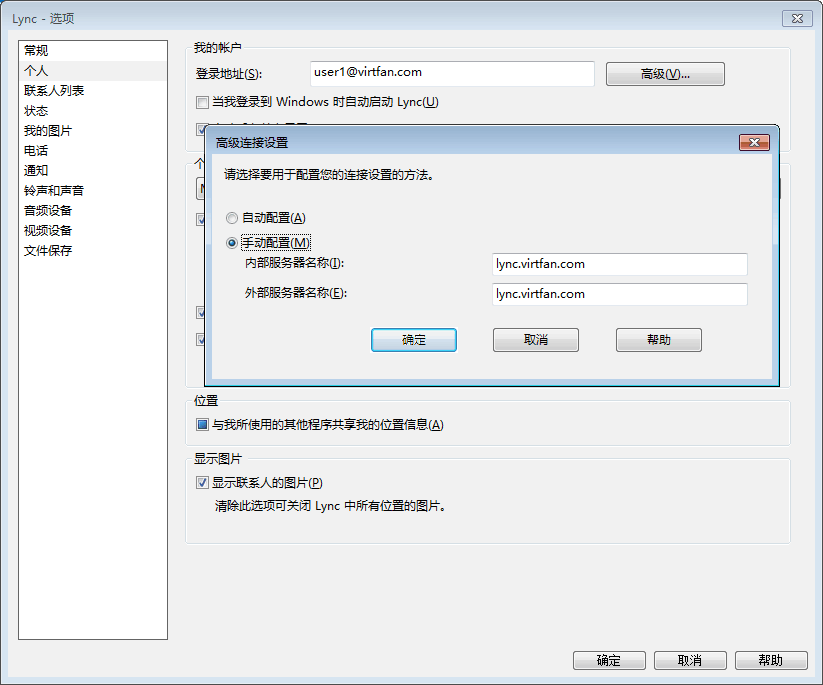 Lync - 选项
常规
个人
联系人列表
状态
我的图片
电话
通知
铃声和声音
音频设备
视频设备
文件保存
我的帐户
登录地址(S):
user1@virtfan.com
高级(V)...
当我登录到 Windows 时自动启动 Lync(U)
高级连接设置
请选择要用于配置您的连接设置的方法。
自动配置(A)
手动配置(M)
内部服务器名称(I):
lync.virtfan.com
外部服务器名称(E):
lync.virtfan.com
确定
取消
帮助
位置
与我所使用的其他程序共享我的位置信息(A)
显示图片
显示联系人的图片(P)
清除此选项可关闭 Lync 中所有位置的图片。
确定
取消
帮助